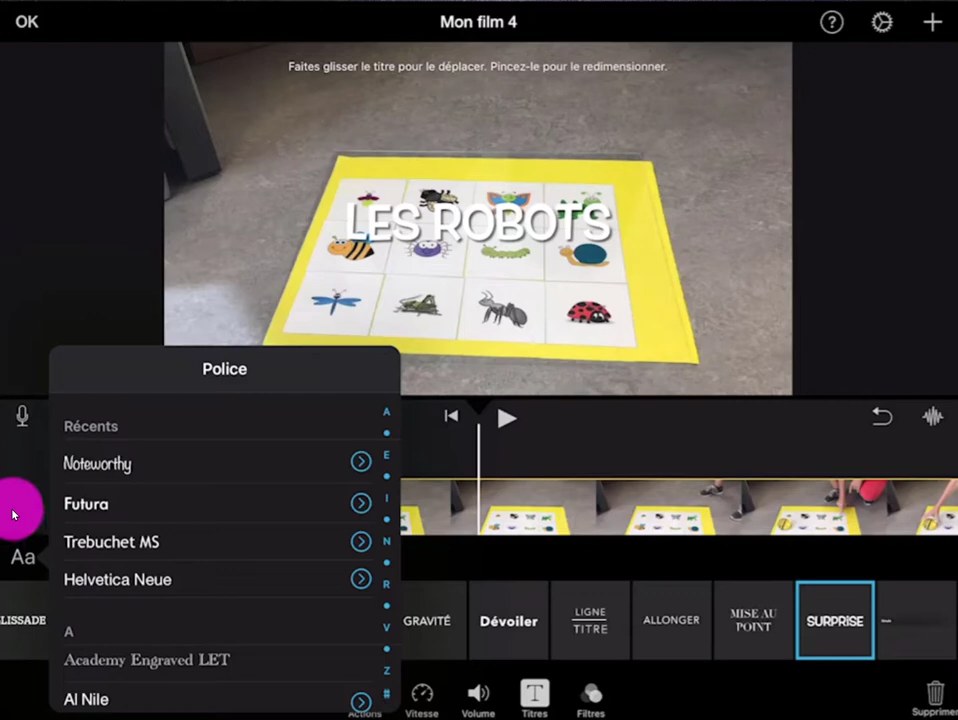 OK
Mon film 4
?
Faites glisser le titre pour le déplacer. Pincez-le pour le redimensionner.
LES ROBOTS
Police
Récents
Noteworthy
Futura
Trebuchet MS
Helvetica Neue
A
Academy Engraved LET
Al Nile
A
E
I
N
R
V
Z
#
Aa
LISSADE
GRAVITÉ
Dévoiler
LIGNE
TITRE
ALLONGER
MISE AU
POINT
SURPRISE
Actions
Vitesse
Volume
T
Titres
Filtres
Supprimer